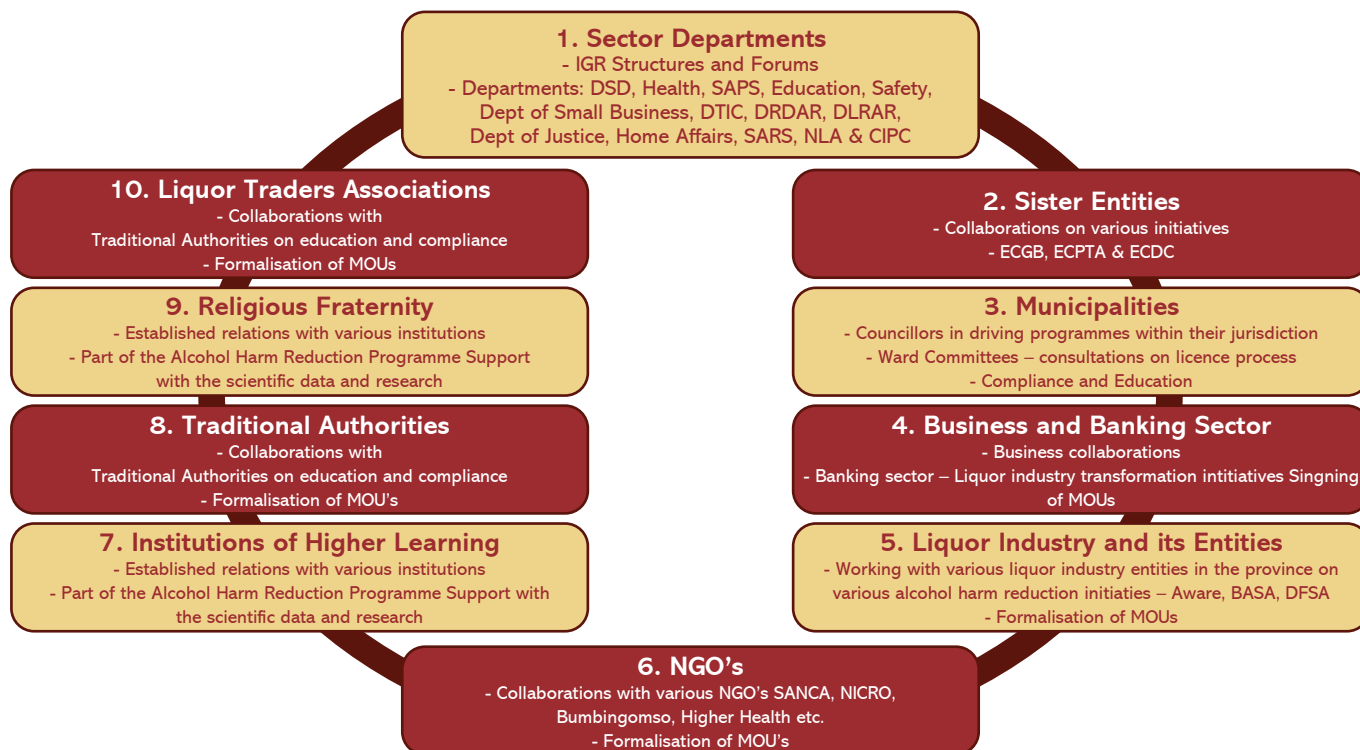 1. Sector Departments
- IGR Structures and Forums
- Departments: DSD, Health, SAPS, Education, Safety,
Dept of Small Business, DTIC, DRDAR, DLRAR,
Dept of Justice, Home Affairs, SARS, NLA & CIPC
2. Sister Entities
- Collaborations on various initiatives
- ECGB, ECPTA & ECDC
3. Municipalities
- Councillors in driving programmes within their jurisdiction
- Ward Committees – consultations on licence process
- Compliance and Education
4. Business and Banking Sector
- Business collaborations
- Banking sector – Liquor industry transformation intitiatives Singning
of MOUs
5. Liquor Industry and its Entities
- Working with various liquor industry entities in the province on
various alcohol harm reduction initiaties – Aware, BASA, DFSA
- Formalisation of MOUs
6. NGO’s
- Collaborations with various NGO’s SANCA, NICRO,
Bumbingomso, Higher Health etc.
- Formalisation of MOU’s
7. Institutions of Higher Learning
- Established relations with various institutions
- Part of the Alcohol Harm Reduction Programme Support with
the scientific data and research
8. Traditional Authorities
- Collaborations with
Traditional Authorities on education and compliance
- Formalisation of MOU’s
9. Religious Fraternity
- Established relations with various institutions
- Part of the Alcohol Harm Reduction Programme Support
with the scientific data and research
10. Liquor Traders Associations
- Collaborations with
Traditional Authorities on education and compliance
- Formalisation of MOUs